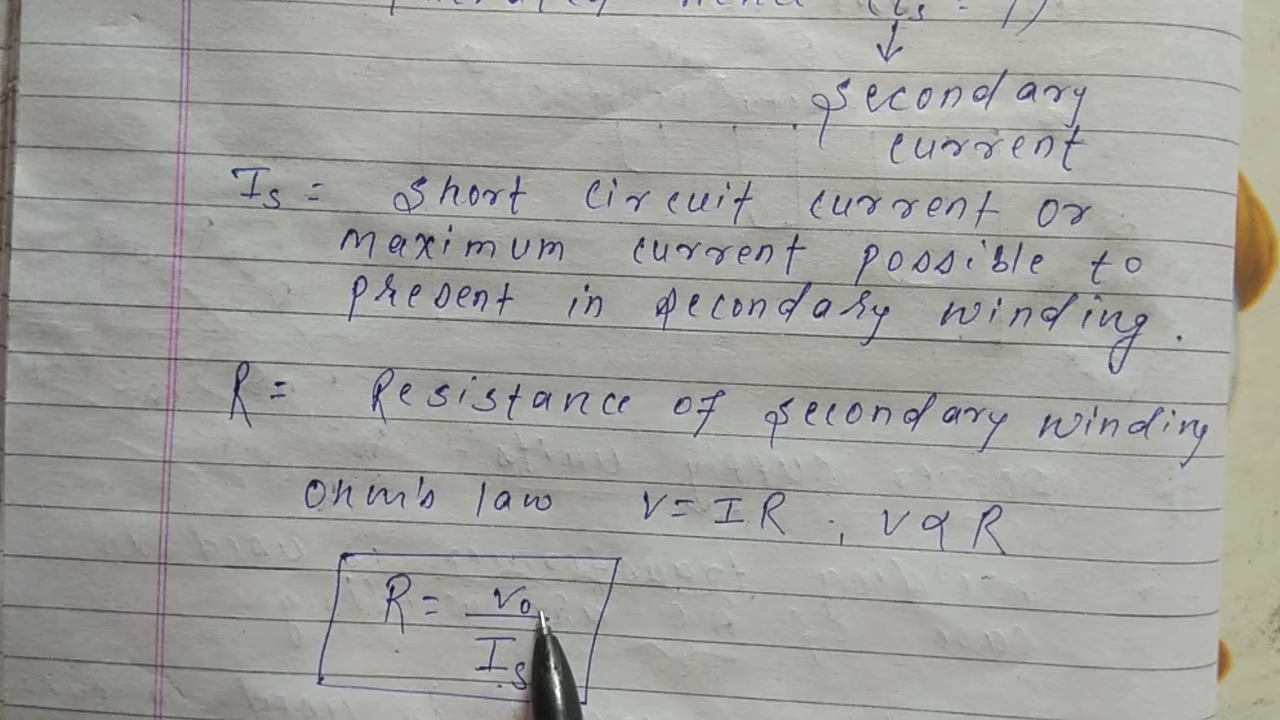 secondary
current
Is = Short circuit current or
maximum current possible to
present in secondary winding.
R = Resistance of secondary winding
Ohm's law V = IR , V ∝ R
R = Vo
Is